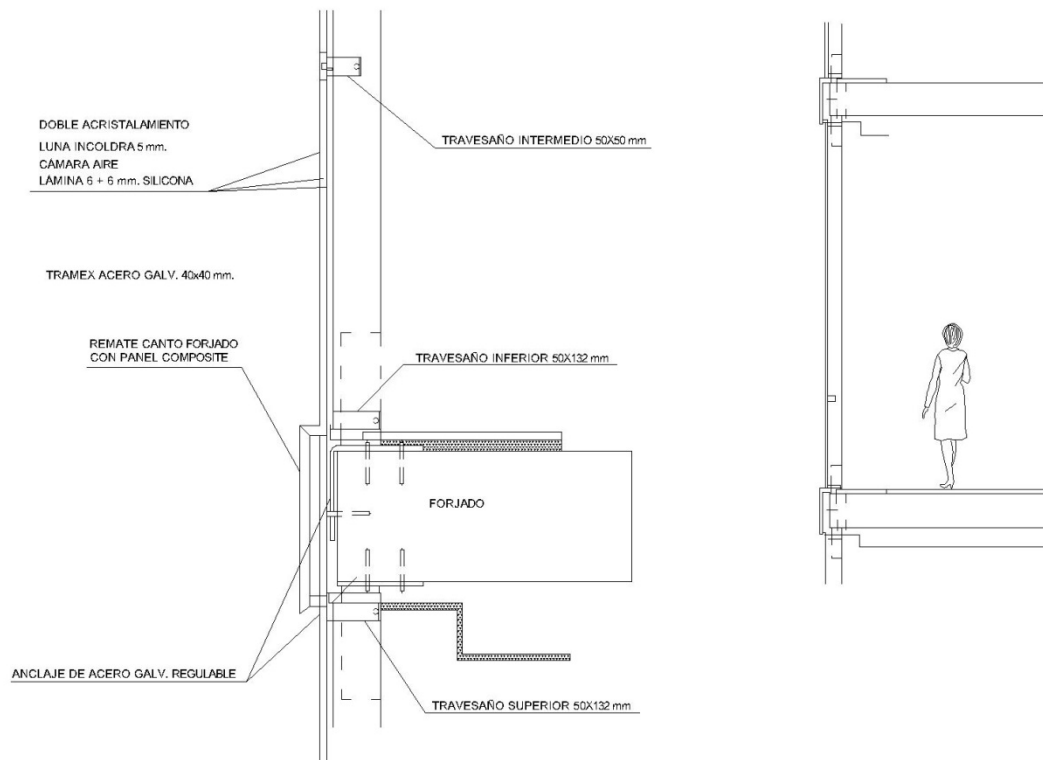 DOBLE ACRISTALAMIENTO
LUNA INCOLDRA 5 mm.
CÁMARA AIRE
LÁMINA 6 + 6 mm. SILICONA
TRAVESAÑO INTERMEDIO 50X50 mm
TRAMEX ACERO GALV. 40x40 mm.
REMATE CANTO FORJADO
CON PANEL COMPOSITE
TRAVESAÑO INFERIOR 50X132 mm
FORJADO
ANCLAJE DE ACERO GALV. REGULABLE
TRAVESAÑO SUPERIOR 50X132 mm